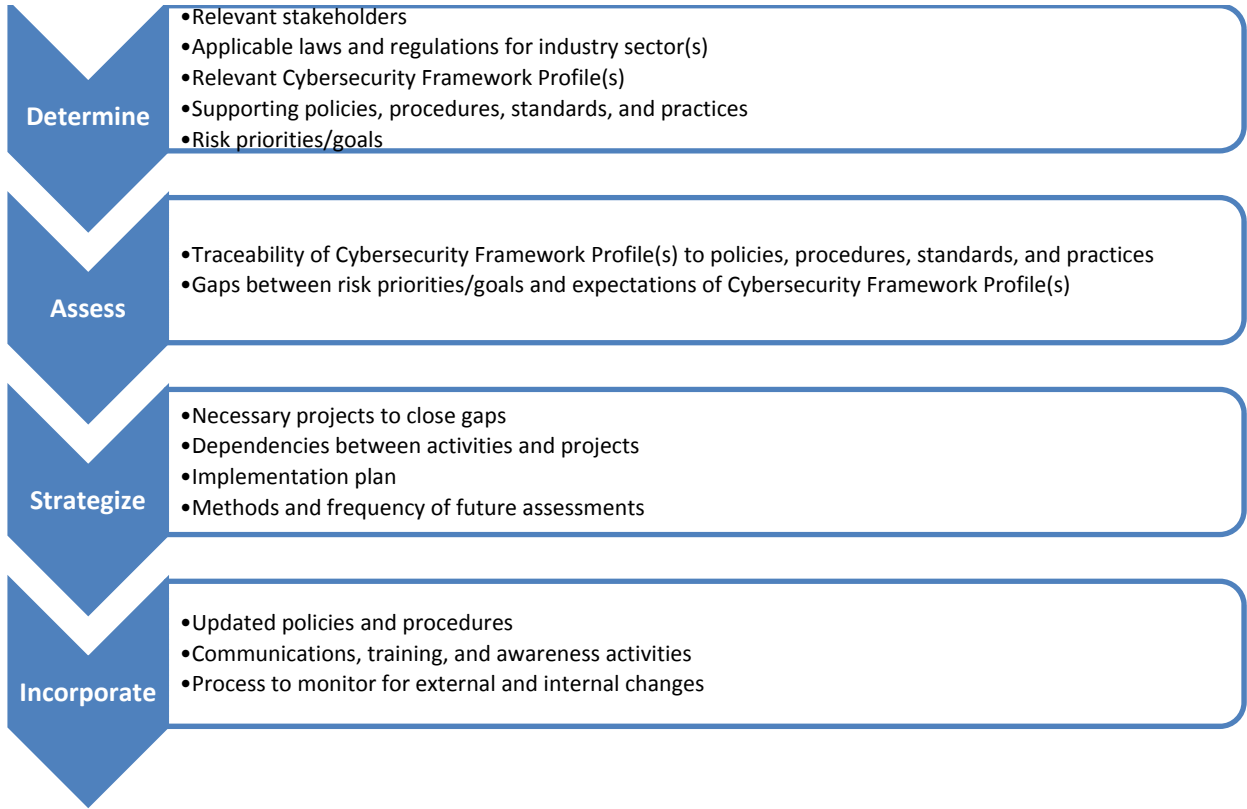 Determine
•Relevant stakeholders
•Applicable laws and regulations for industry sector(s)
•Relevant Cybersecurity Framework Profile(s)
•Supporting policies, procedures, standards, and practices
•Risk priorities/goals
Assess
•Traceability of Cybersecurity Framework Profile(s) to policies, procedures, standards, and practices
•Gaps between risk priorities/goals and expectations of Cybersecurity Framework Profile(s)
Strategize
•Necessary projects to close gaps
•Dependencies between activities and projects
•Implementation plan
•Methods and frequency of future assessments
Incorporate
•Updated policies and procedures
•Communications, training, and awareness activities
•Process to monitor for external and internal changes